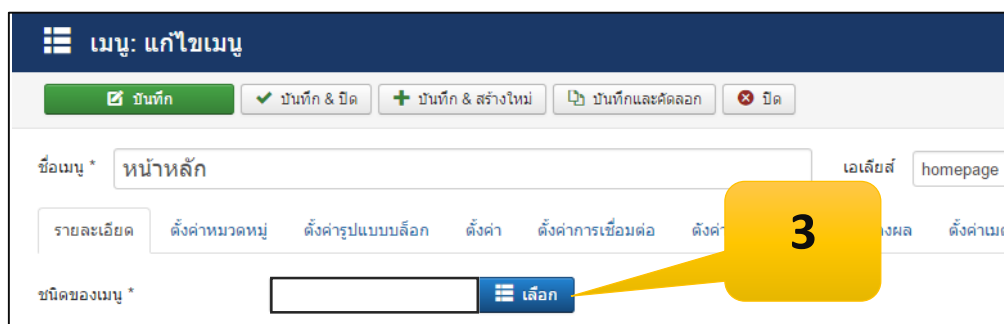 เมนู: แก้ไขเมนู
บันทึก บันทึก & ปิด บันทึก & สร้างใหม่ บันทึกและคัดลอก ปิด
ชื่อเมนู * หน้าหลัก เอเลียส์ homepage
รายละเอียด ตั้งค่าหมวดหมู่ ตั้งค่ารูปแบบบล็อก ตั้งค่า ตั้งค่าการเชื่อมต่อ
3
ชนิดของเมนู * เลือก